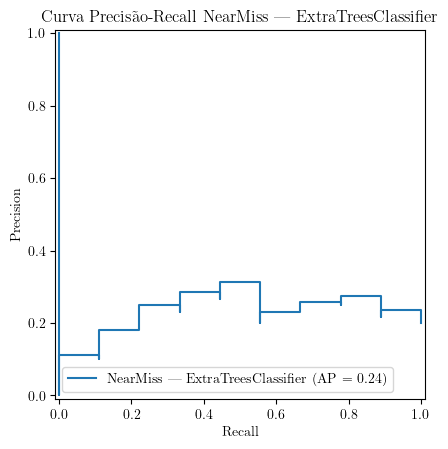 Curva Precisão-Recall NearMiss — ExtraTreesClassifier
1.0
0.8
0.6
0.4
0.2
0.0
Precision
NearMiss — ExtraTreesClassifier (AP = 0.24)
0.0 0.2 0.4 0.6 0.8 1.0
Recall